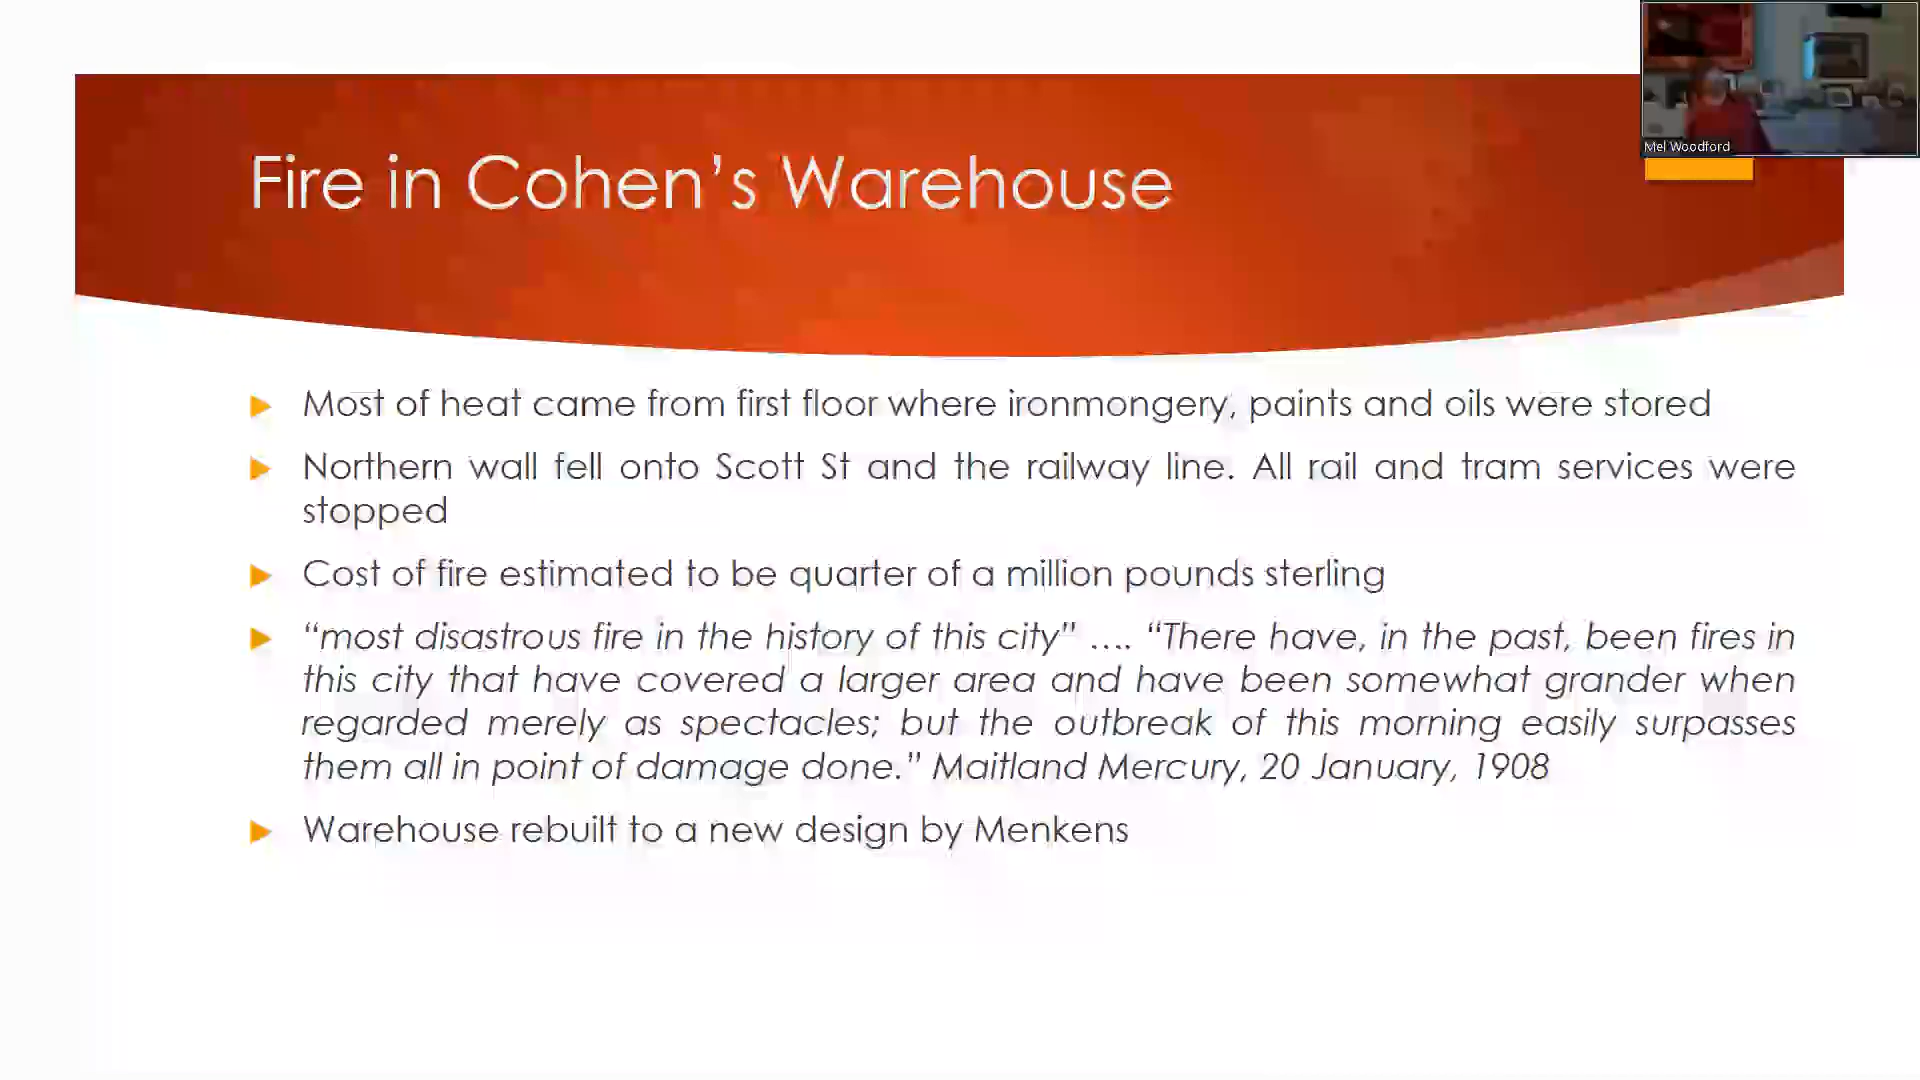 Mel Woodford
Fire in Cohen’s Warehouse
Most of heat came from first floor where ironmongery, paints and oils were stored
Northern wall fell onto Scott St and the railway line. All rail and tram services were
stopped
Cost of fire estimated to be quarter of a million pounds sterling
“most disastrous fire in the history of this city” .... “There have, in the past, been fires in
this city that have covered a larger area and have been somewhat grander when
regarded merely as spectacles; but the outbreak of this morning easily surpasses
them all in point of damage done.” Maitland Mercury, 20 January, 1908
Warehouse rebuilt to a new design by Menkens